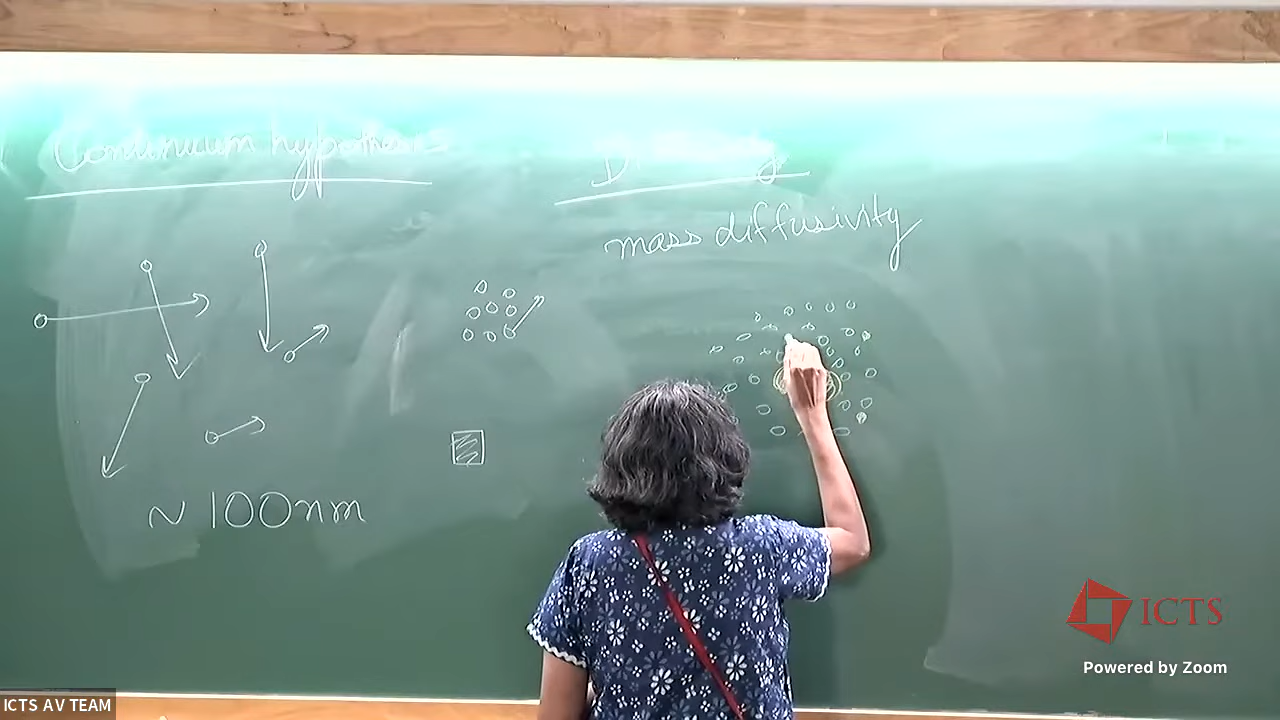 Continuum hypothesis
mass diffusivity
~ 100nm
ICTS
Powered by Zoom
ICTS AV TEAM